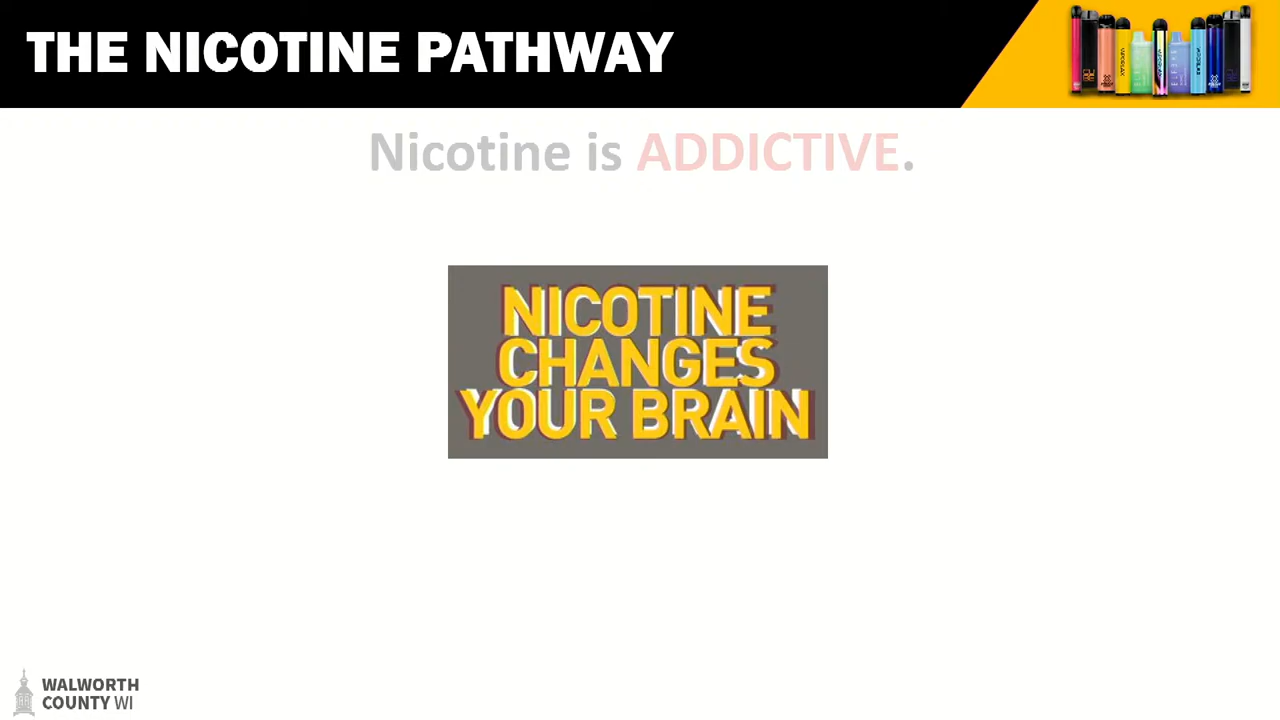 THE NICOTINE PATHWAY
Nicotine is ADDICTIVE.
NICOTINE
CHANGES
YOUR BRAIN
WALWORTH
COUNTY WI